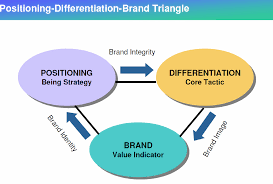 Positioning-Differentiation-Brand Triangle
Brand Integrity
POSITIONING
Being Strategy
DIFFERENTIATION
Core Tactic
Brand Identity
Brand Image
BRAND
Value Indicator